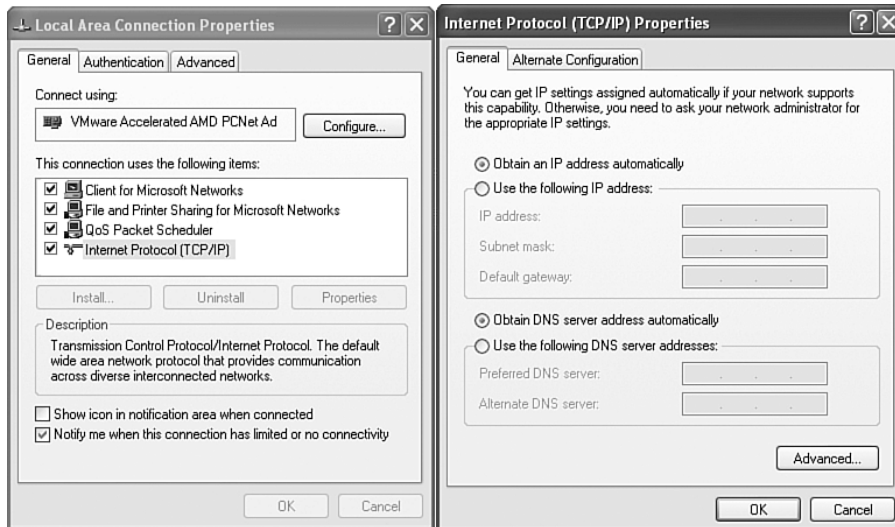 Local Area Connection Properties
General
Authentication
Advanced
Connect using:
VMware Accelerated AMD PCNet Ad
Configure...
This connection uses the following items:
Client for Microsoft Networks
File and Printer Sharing for Microsoft Networks
QoS Packet Scheduler
Internet Protocol (TCP/IP)
Install...
Uninstall
Properties
Description
Transmission Control Protocol/Internet Protocol. The default
wide area network protocol that provides communication
across diverse interconnected networks.
Show icon in notification area when connected
Notify me when this connection has limited or no connectivity
OK
Cancel
Internet Protocol (TCP/IP) Properties
General
Alternate Configuration
You can get IP settings assigned automatically if your network supports
this capability. Otherwise, you need to ask your network administrator for
the appropriate IP settings.
Obtain an IP address automatically
Use the following IP address:
IP address:
Subnet mask:
Default gateway:
Obtain DNS server address automatically
Use the following DNS server addresses:
Preferred DNS server:
Alternate DNS server:
Advanced...
OK
Cancel